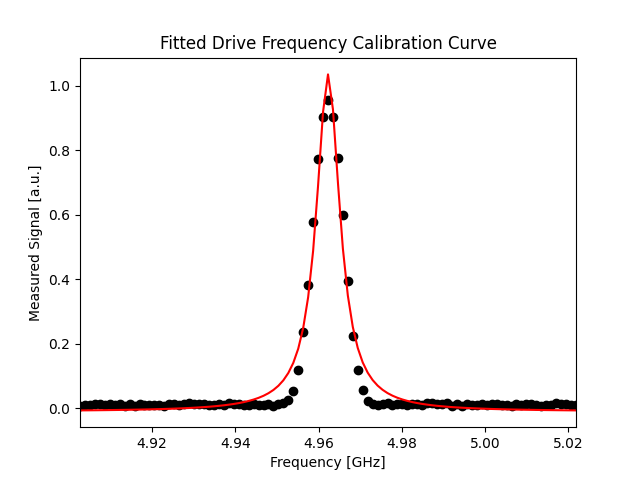 Fitted Drive Frequency Calibration Curve
Measured Signal [a.u.]
1.0
0.8
0.6
0.4
0.2
0.0
4.92 4.94 4.96 4.98 5.00 5.02
Frequency [GHz]